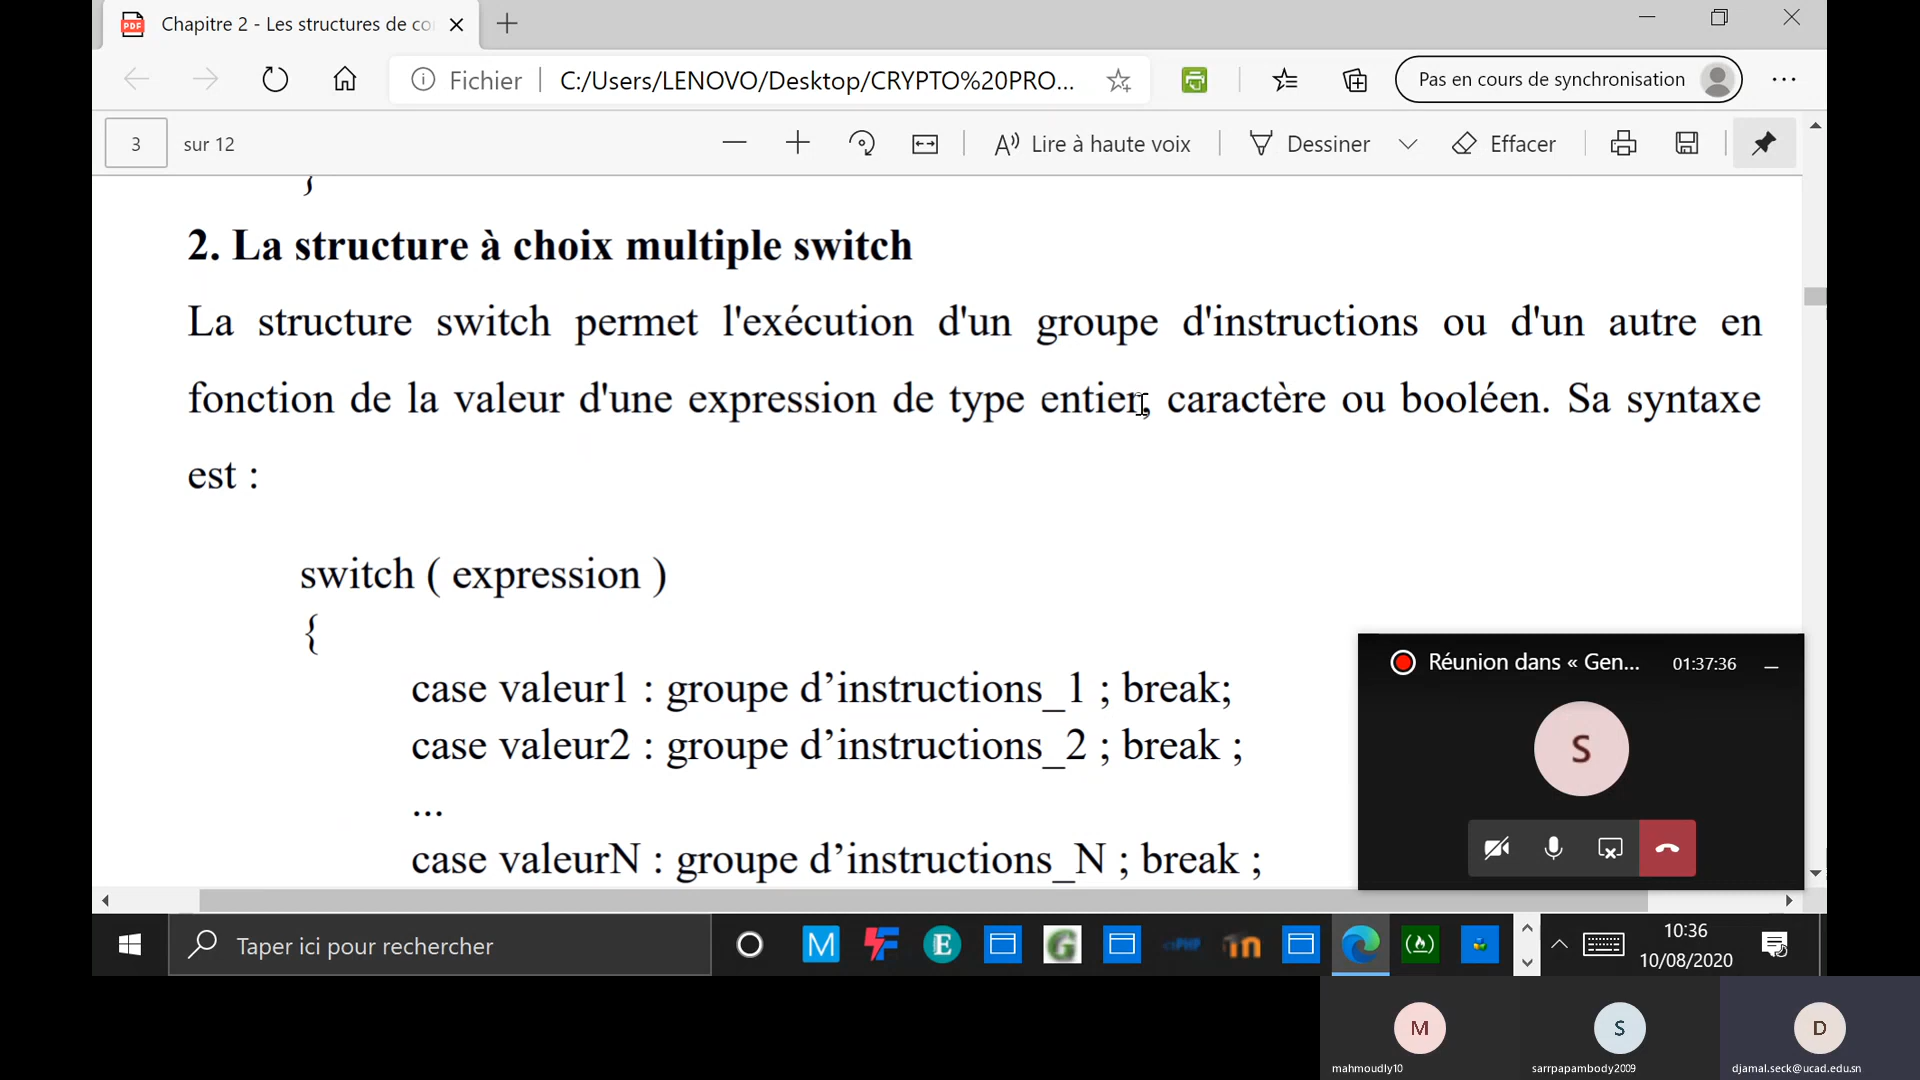 Chapitre 2 - Les structures de co
Fichier
C:/Users/LENOVO/Desktop/CRYPTO%20PRO...
Pas en cours de synchronisation
3
sur 12
Lire à haute voix
Dessiner
Effacer
}
2. La structure à choix multiple switch
La structure switch permet l'exécution d'un groupe d'instructions ou d'un autre en
fonction de la valeur d'une expression de type entier, caractère ou booléen. Sa syntaxe
est :
switch ( expression )
{
case valeur1 : groupe d’instructions_1 ; break;
case valeur2 : groupe d’instructions_2 ; break ;
...
case valeurN : groupe d’instructions_N ; break ;
Réunion dans « Gen...
01:37:36
S
Taper ici pour rechercher
10:36
10/08/2020
M
mahmoudly10
S
sarrpapambody2009
D
djamal.seck@ucad.edu.sn